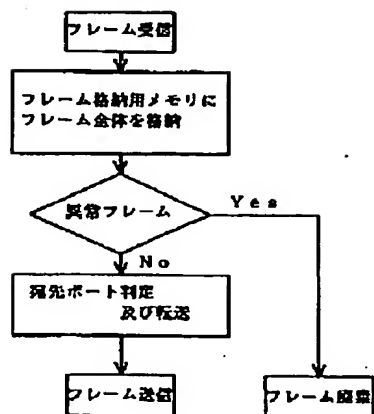 フレーム受信
フレーム格納用メモリに
フレーム全体を格納
異常フレーム
Yes
No
宛先ポート判定
及び転送
フレーム送信
フレーム廃棄